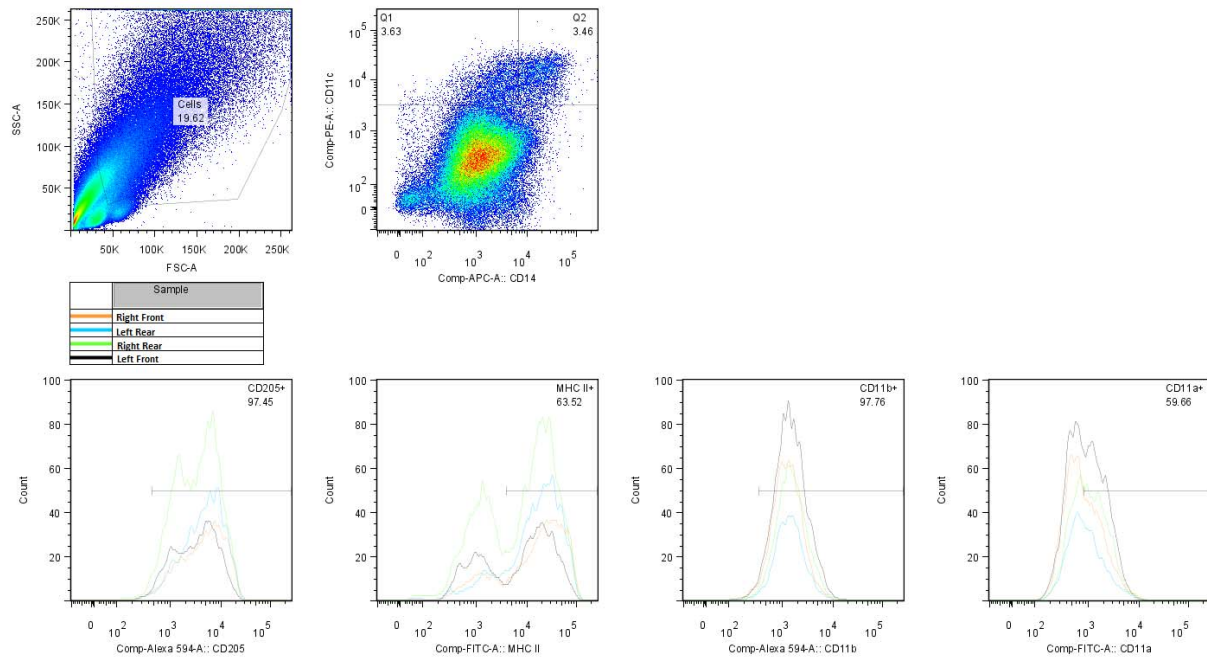 250K
200K
150K
100K
50K
SSC-A
Cells
19.62
50K 100K 150K 200K 250K
FSC-A
Q1
3.63
Q2
3.46
10^5
10^4
10^3
10^2
0
Comp-PE-A:: CD11c
0 10^2 10^3 10^4 10^5
Comp-APC-A:: CD14
Sample
Right Front
Left Rear
Right Rear
Left Front
100
80
60
40
20
Count
CD205+
97.45
0 10^2 10^3 10^4 10^5
Comp-Alexa 594-A:: CD205
100
80
60
40
20
Count
MHC II+
63.52
0 10^2 10^3 10^4 10^5
Comp-FITC-A:: MHC II
100
80
60
40
20
Count
CD11b+
97.76
0 10^2 10^3 10^4 10^5
Comp-Alexa 594-A:: CD11b
100
80
60
40
20
Count
CD11a+
59.66
0 10^2 10^3 10^4 10^5
Comp-FITC-A:: CD11a